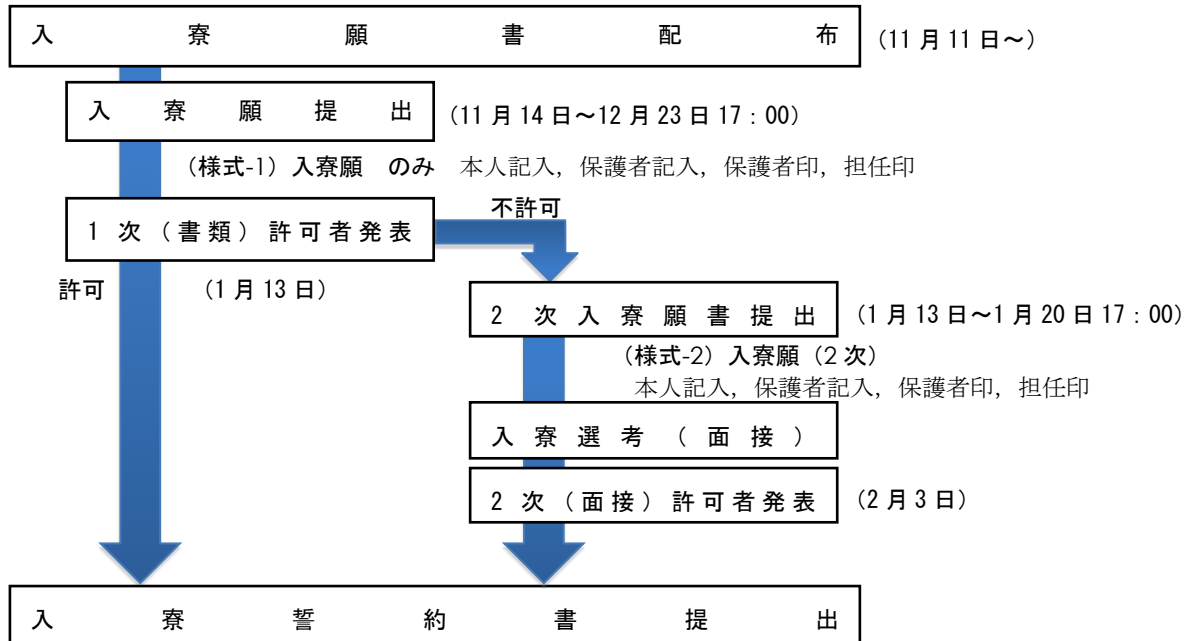 入寮願書配布 (11月11日～)
入寮願提出 (11月14日～12月23日17：00)
(様式-1) 入寮願 のみ 本人記入，保護者記入，保護者印，担任印
不許可
1次（書類）許可者発表
許可 (1月13日)
2次入寮願書提出 (1月13日～1月20日17：00)
(様式-2) 入寮願（2次）
本人記入，保護者記入，保護者印，担任印
入寮選考（面接）
2次（面接）許可者発表 (2月3日)
入寮誓約書提出